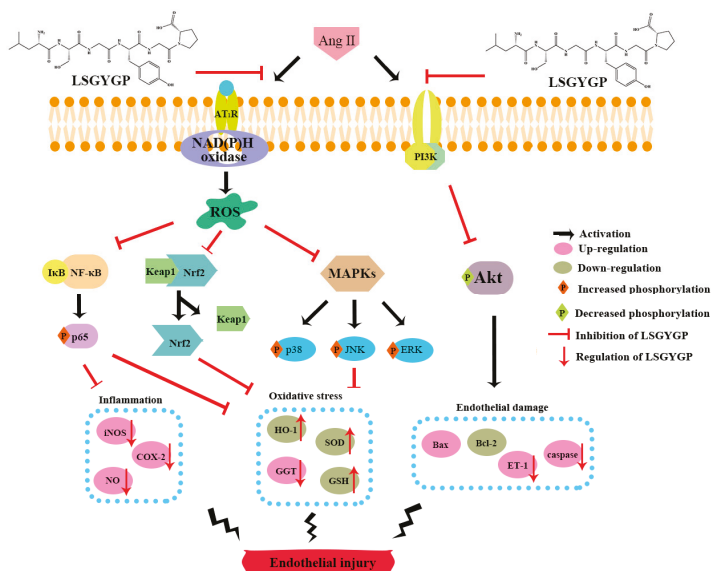 Ang II
LSGYGP
LSGYGP
AT₁R
NAD(P)H
oxidase
PI3K
ROS
IκB
NF-κB
Keap1
Nrf2
MAPKs
P
Akt
Keap1
P
p65
Nrf2
P
p38
P
JNK
P
ERK
Activation
Up-regulation
Down-regulation
P
Increased phosphorylation
P
Decreased phosphorylation
Inhibition of LSGYGP
Regulation of LSGYGP
Inflammation
iNOS
COX-2
NO
Oxidative stress
HO-1
SOD
GGT
GSH
Endothelial damage
Bax
Bcl-2
ET-1
caspase
Endothelial injury